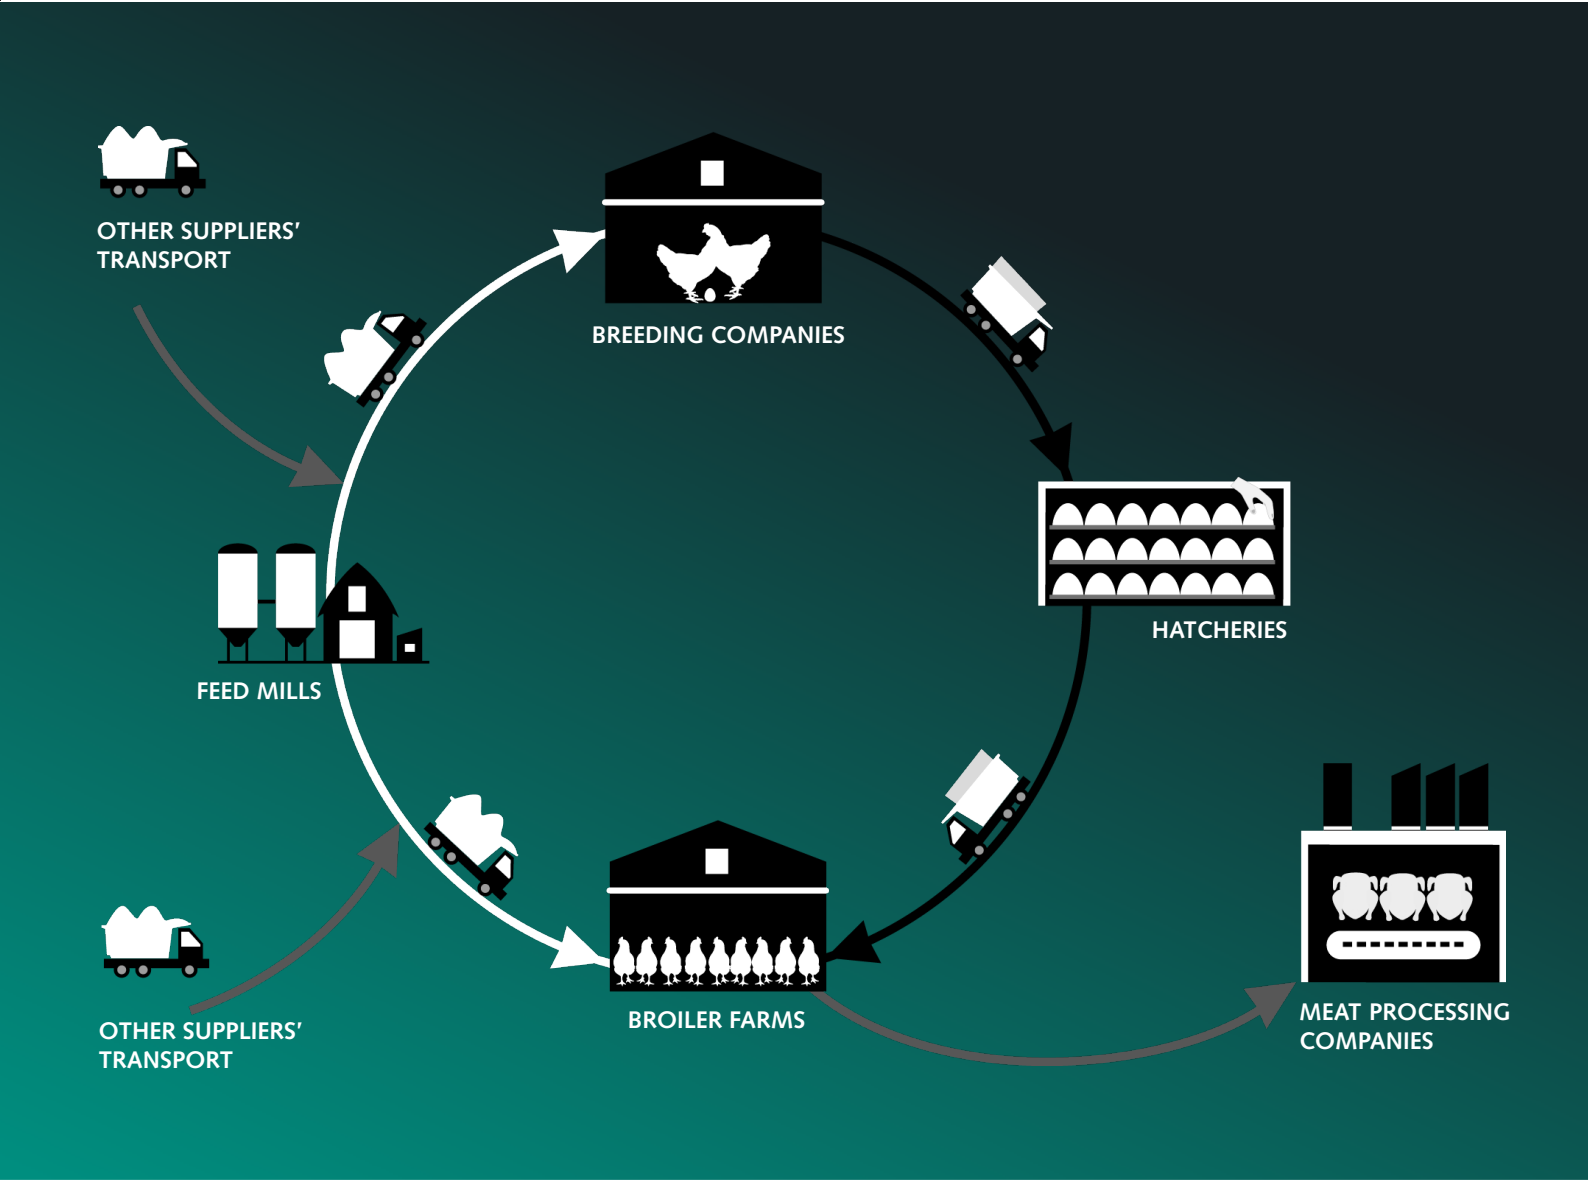 OTHER SUPPLIERS’
TRANSPORT
BREEDING COMPANIES
HATCHERIES
FEED MILLS
OTHER SUPPLIERS’
TRANSPORT
BROILER FARMS
MEAT PROCESSING
COMPANIES